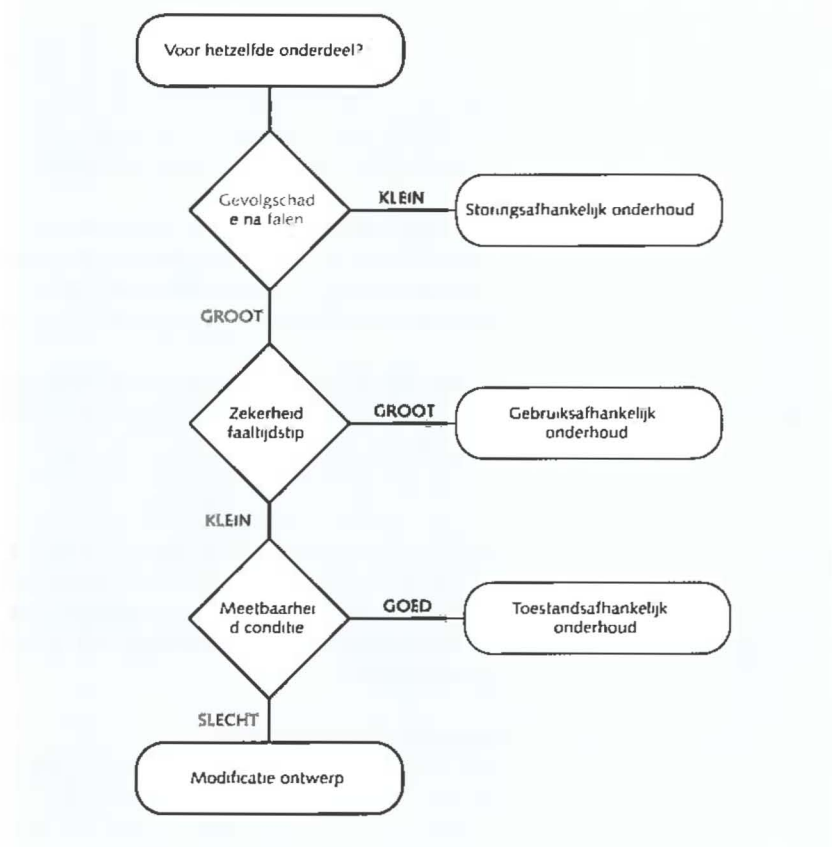 Voor hetzelfde onderdeel?
Gevolgschad
e na falen
KLEIN
Storingsafhankelijk onderhoud
GROOT
Zekerheid
faaltijdstip
GROOT
Gebruiksafhankelijk
onderhoud
KLEIN
Meetbaarhei
d conditie
GOED
Toestandsafhankelijk
onderhoud
SLECHT
Modificatie ontwerp